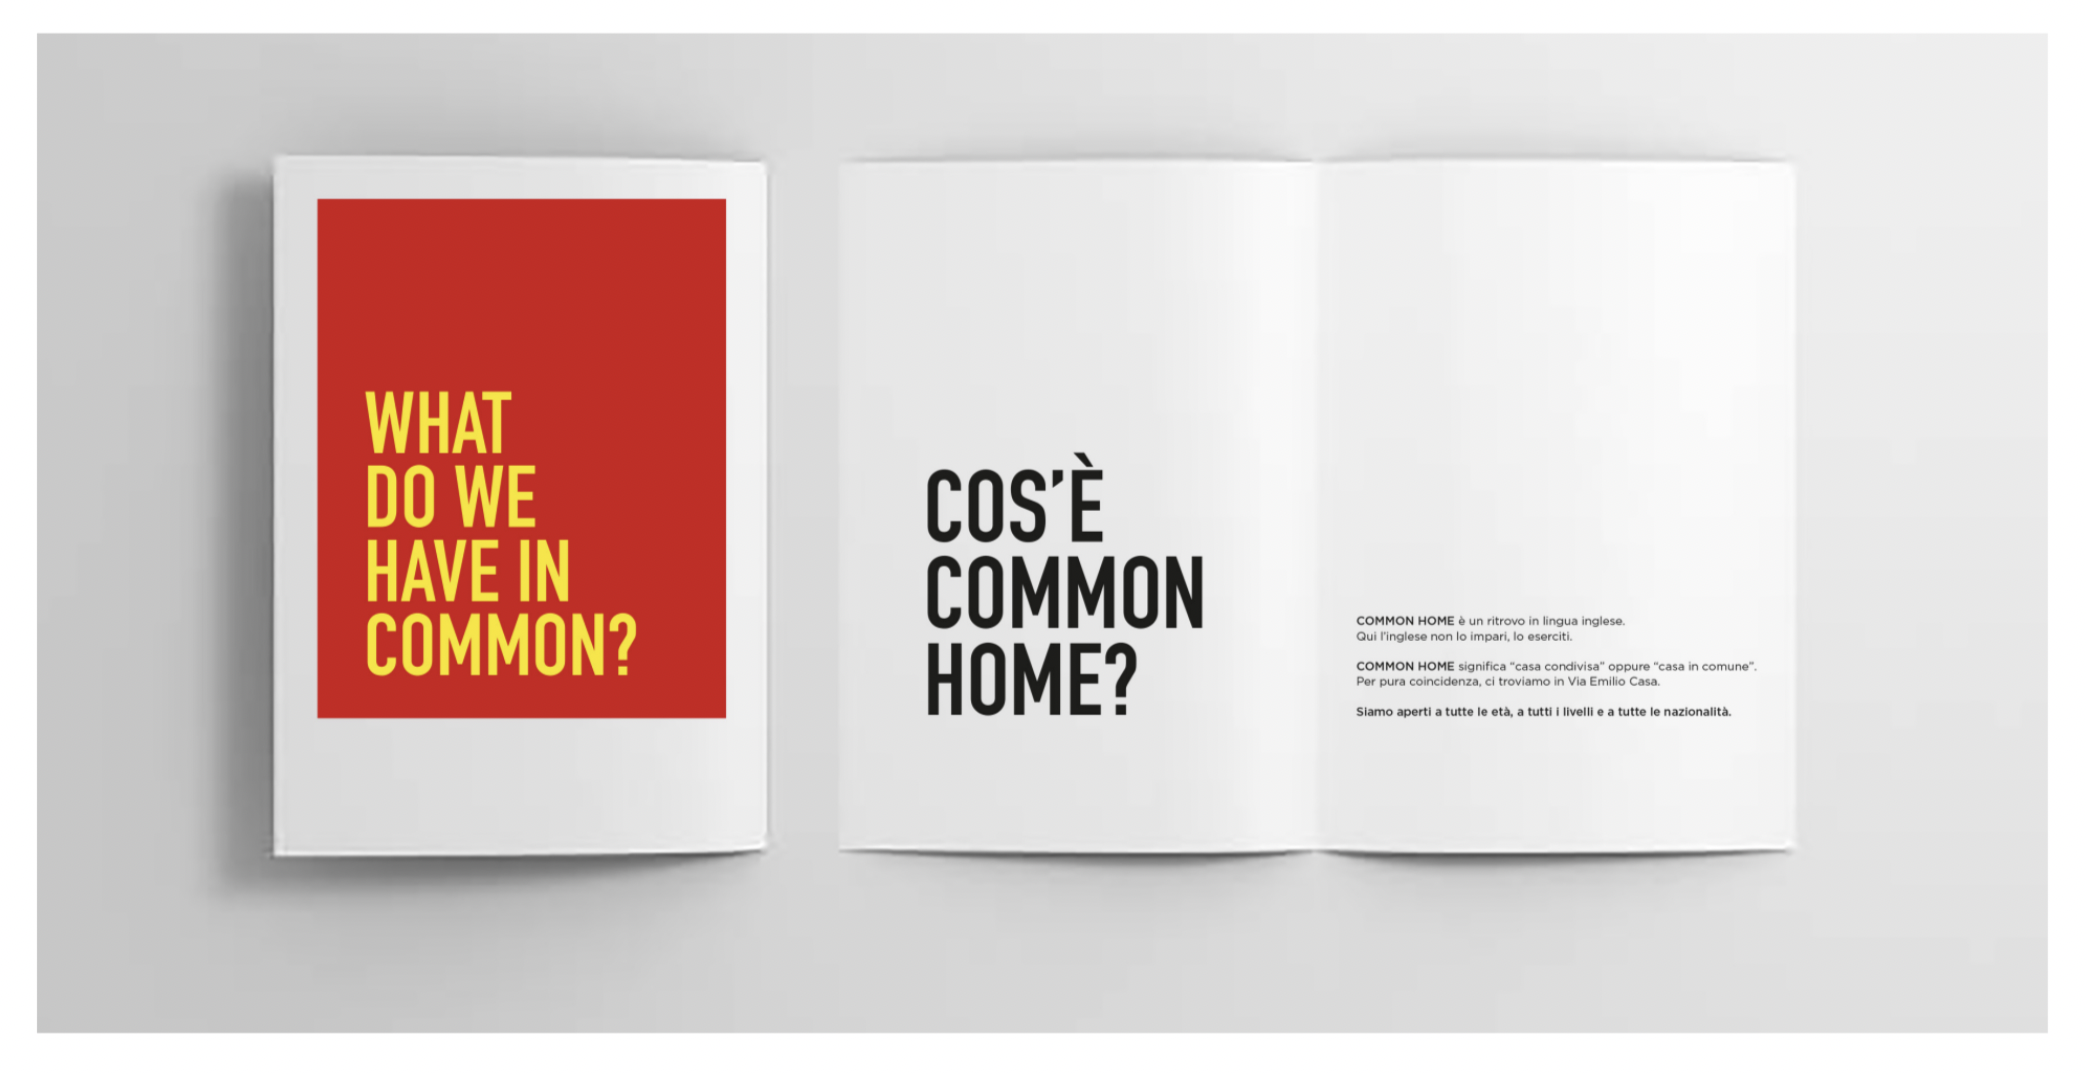 WHAT
DO WE
HAVE IN
COMMON?
COS’È
COMMON
HOME?
COMMON HOME è un ritrovo in lingua inglese.
Qui l’inglese non lo impari, lo eserciti.
COMMON HOME significa “casa condivisa” oppure “casa in comune”.
Per pura coincidenza, ci troviamo in Via Emilio Casa.
Siamo aperti a tutte le età, a tutti i livelli e a tutte le nazionalità.